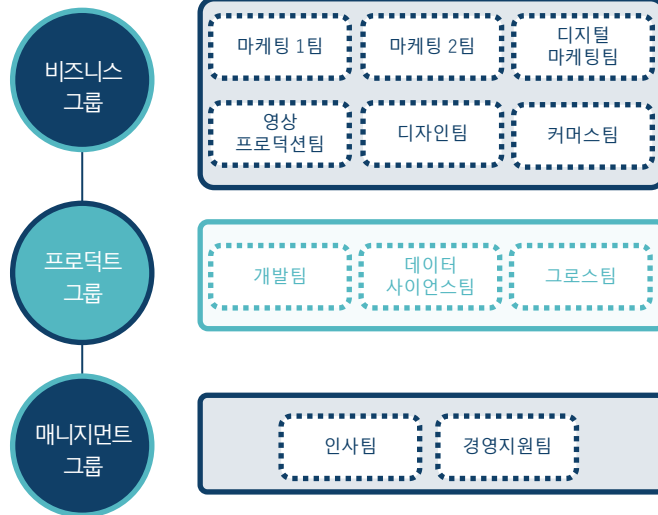 비즈니스
그룹
마케팅 1팀
마케팅 2팀
디지털
마케팅팀
영상
프로덕션팀
디자인팀
커머스팀
프로덕트
그룹
개발팀
데이터
사이언스팀
그로스팀
매니지먼트
그룹
인사팀
경영지원팀